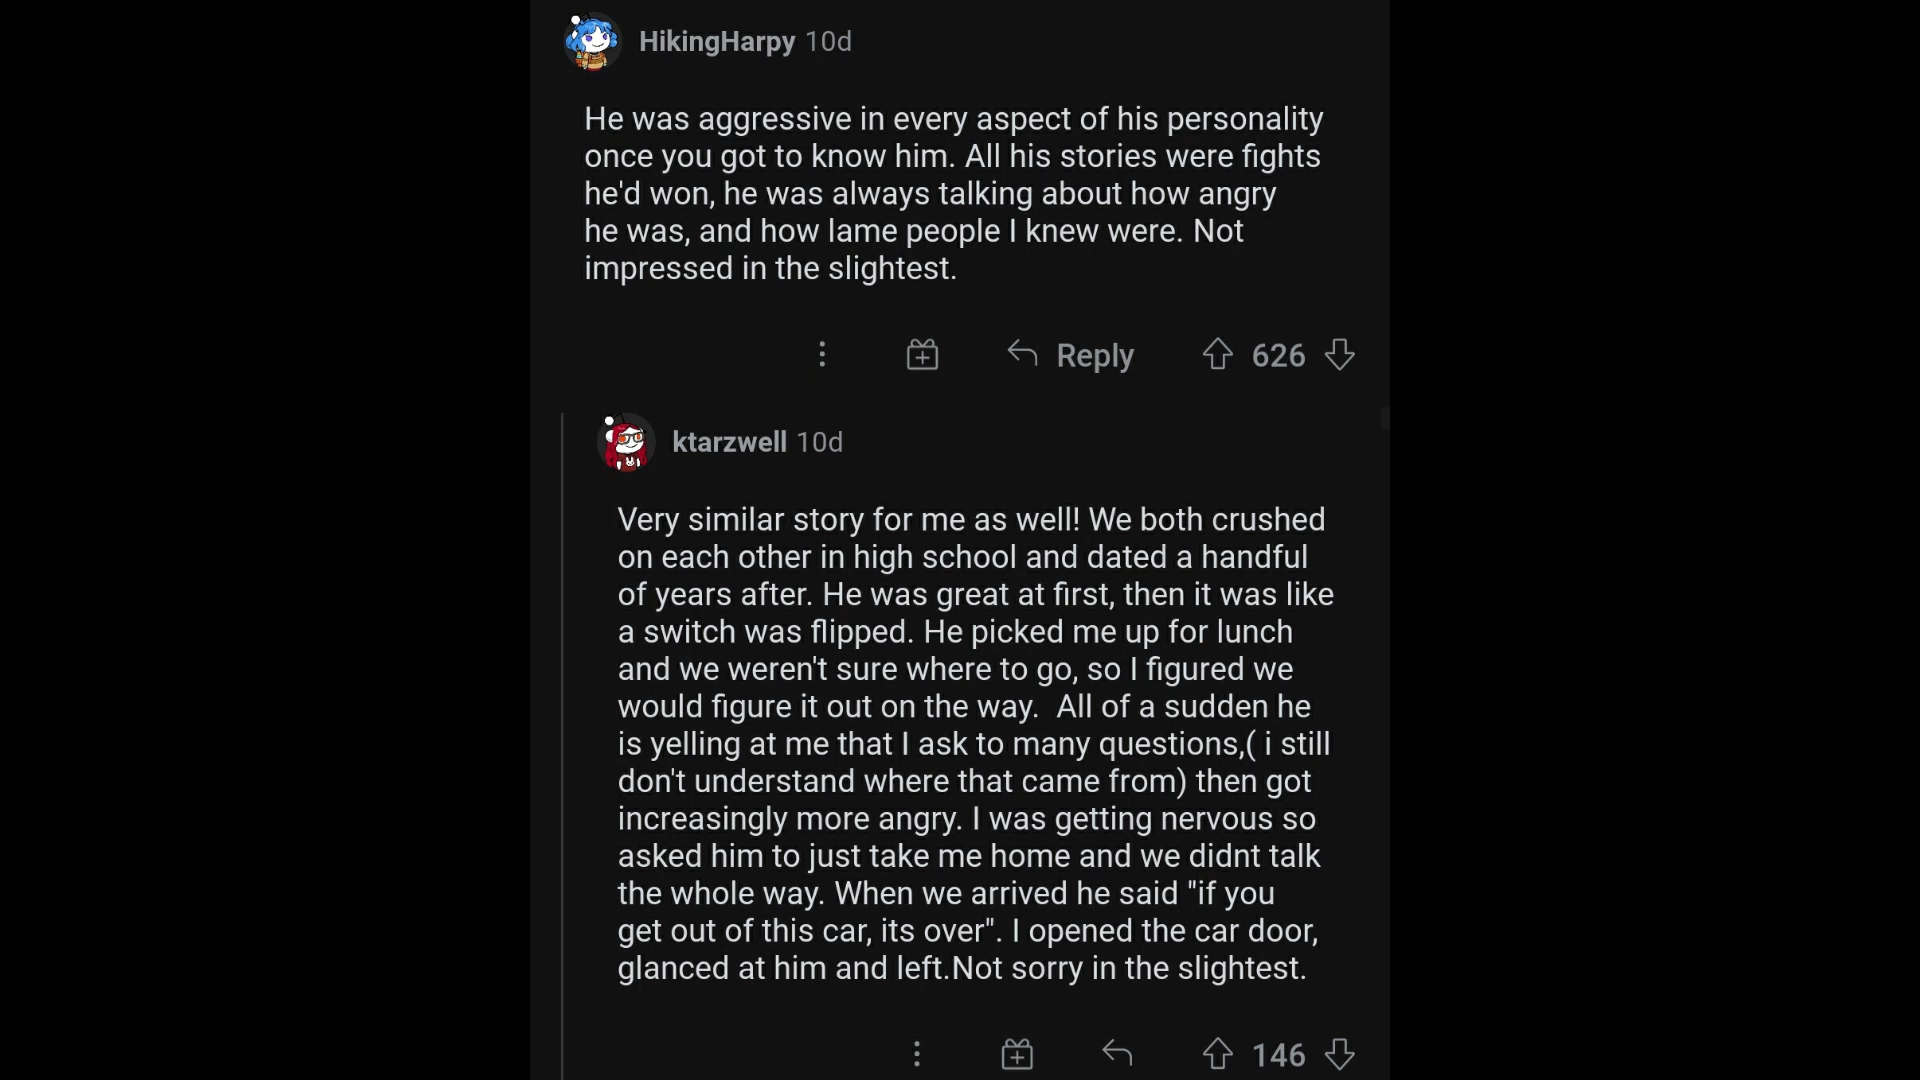 HikingHarpy 10d
He was aggressive in every aspect of his personality
once you got to know him. All his stories were fights
he'd won, he was always talking about how angry
he was, and how lame people I knew were. Not
impressed in the slightest.
Reply 626
ktarzwell 10d
Very similar story for me as well! We both crushed
on each other in high school and dated a handful
of years after. He was great at first, then it was like
a switch was flipped. He picked me up for lunch
and we weren't sure where to go, so I figured we
would figure it out on the way.  All of a sudden he
is yelling at me that I ask to many questions,( i still
don't understand where that came from) then got
increasingly more angry. I was getting nervous so
asked him to just take me home and we didnt talk
the whole way. When we arrived he said "if you
get out of this car, its over". I opened the car door,
glanced at him and left.Not sorry in the slightest.
146